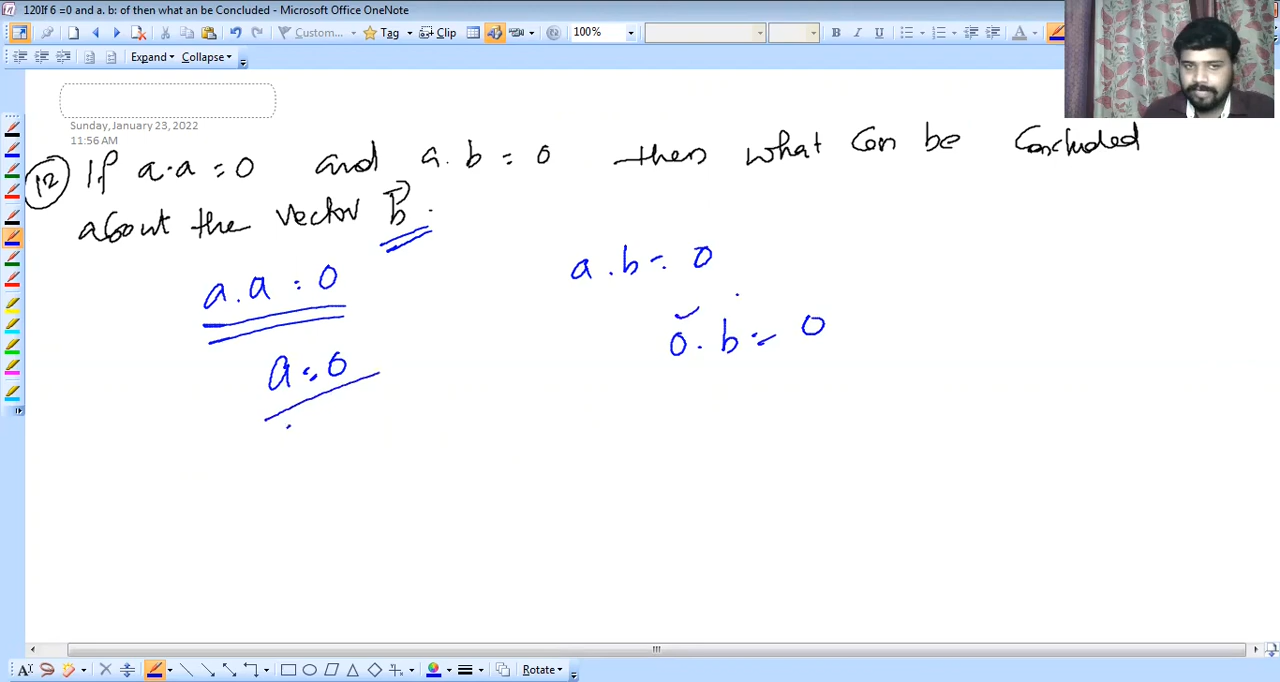 120If 6 =0 and a. b: of then what an be Concluded - Microsoft Office OneNote
Custom... Tag Clip 100% B I U A
Expand Collapse
Sunday, January 23, 2022
11:56 AM
12 If a.a = 0 and a.b = 0 then what can be Concluded
about the vector b.
a.a = 0
a.b = 0
0.b = 0
a = 0
Rotate